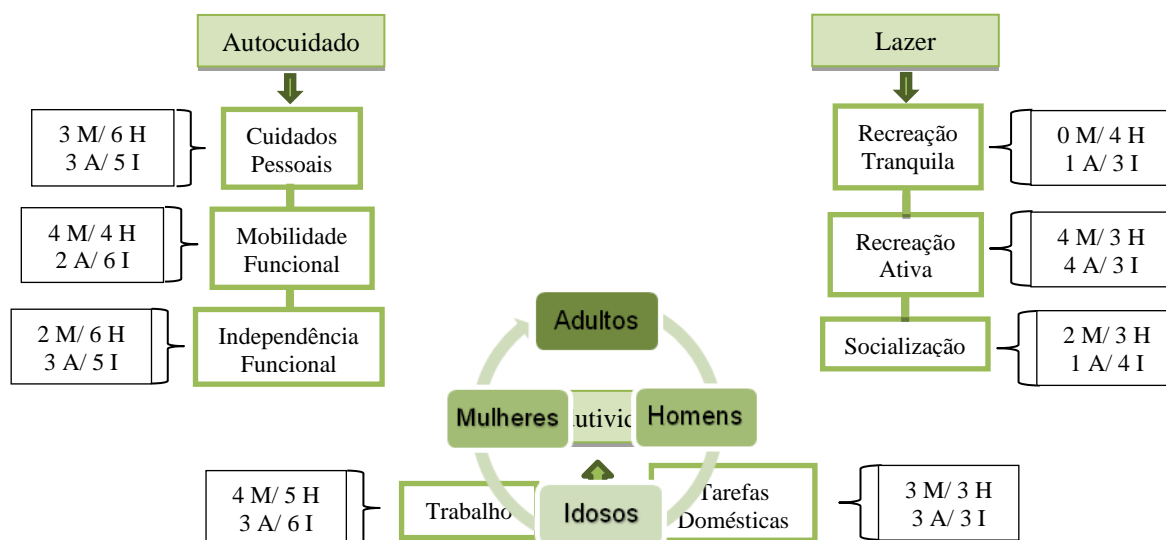 Autocuidado
3 M/ 6 H
3 A/ 5 I
Cuidados
Pessoais
4 M/ 4 H
2 A/ 6 I
Mobilidade
Funcional
2 M/ 6 H
3 A/ 5 I
Independência
Funcional
Lazer
Recreação
Tranquila
0 M/ 4 H
1 A/ 3 I
Recreação
Ativa
4 M/ 3 H
4 A/ 3 I
Socialização
2 M/ 3 H
1 A/ 4 I
Adultos
Mulheres
Homens
Idosos
4 M/ 5 H
3 A/ 6 I
Trabalho
Tarefas
Domésticas
3 M/ 3 H
3 A/ 3 I